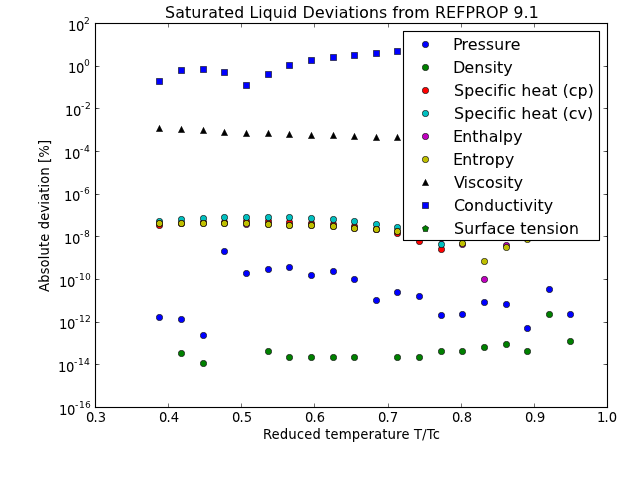 Saturated Liquid Deviations from REFPROP 9.1
Absolute deviation [%]
10^2
10^0
10^-2
10^-4
10^-6
10^-8
10^-10
10^-12
10^-14
10^-16
Pressure
Density
Specific heat (cp)
Specific heat (cv)
Enthalpy
Entropy
Viscosity
Conductivity
Surface tension
0.3 0.4 0.5 0.6 0.7 0.8 0.9 1.0
Reduced temperature T/Tc